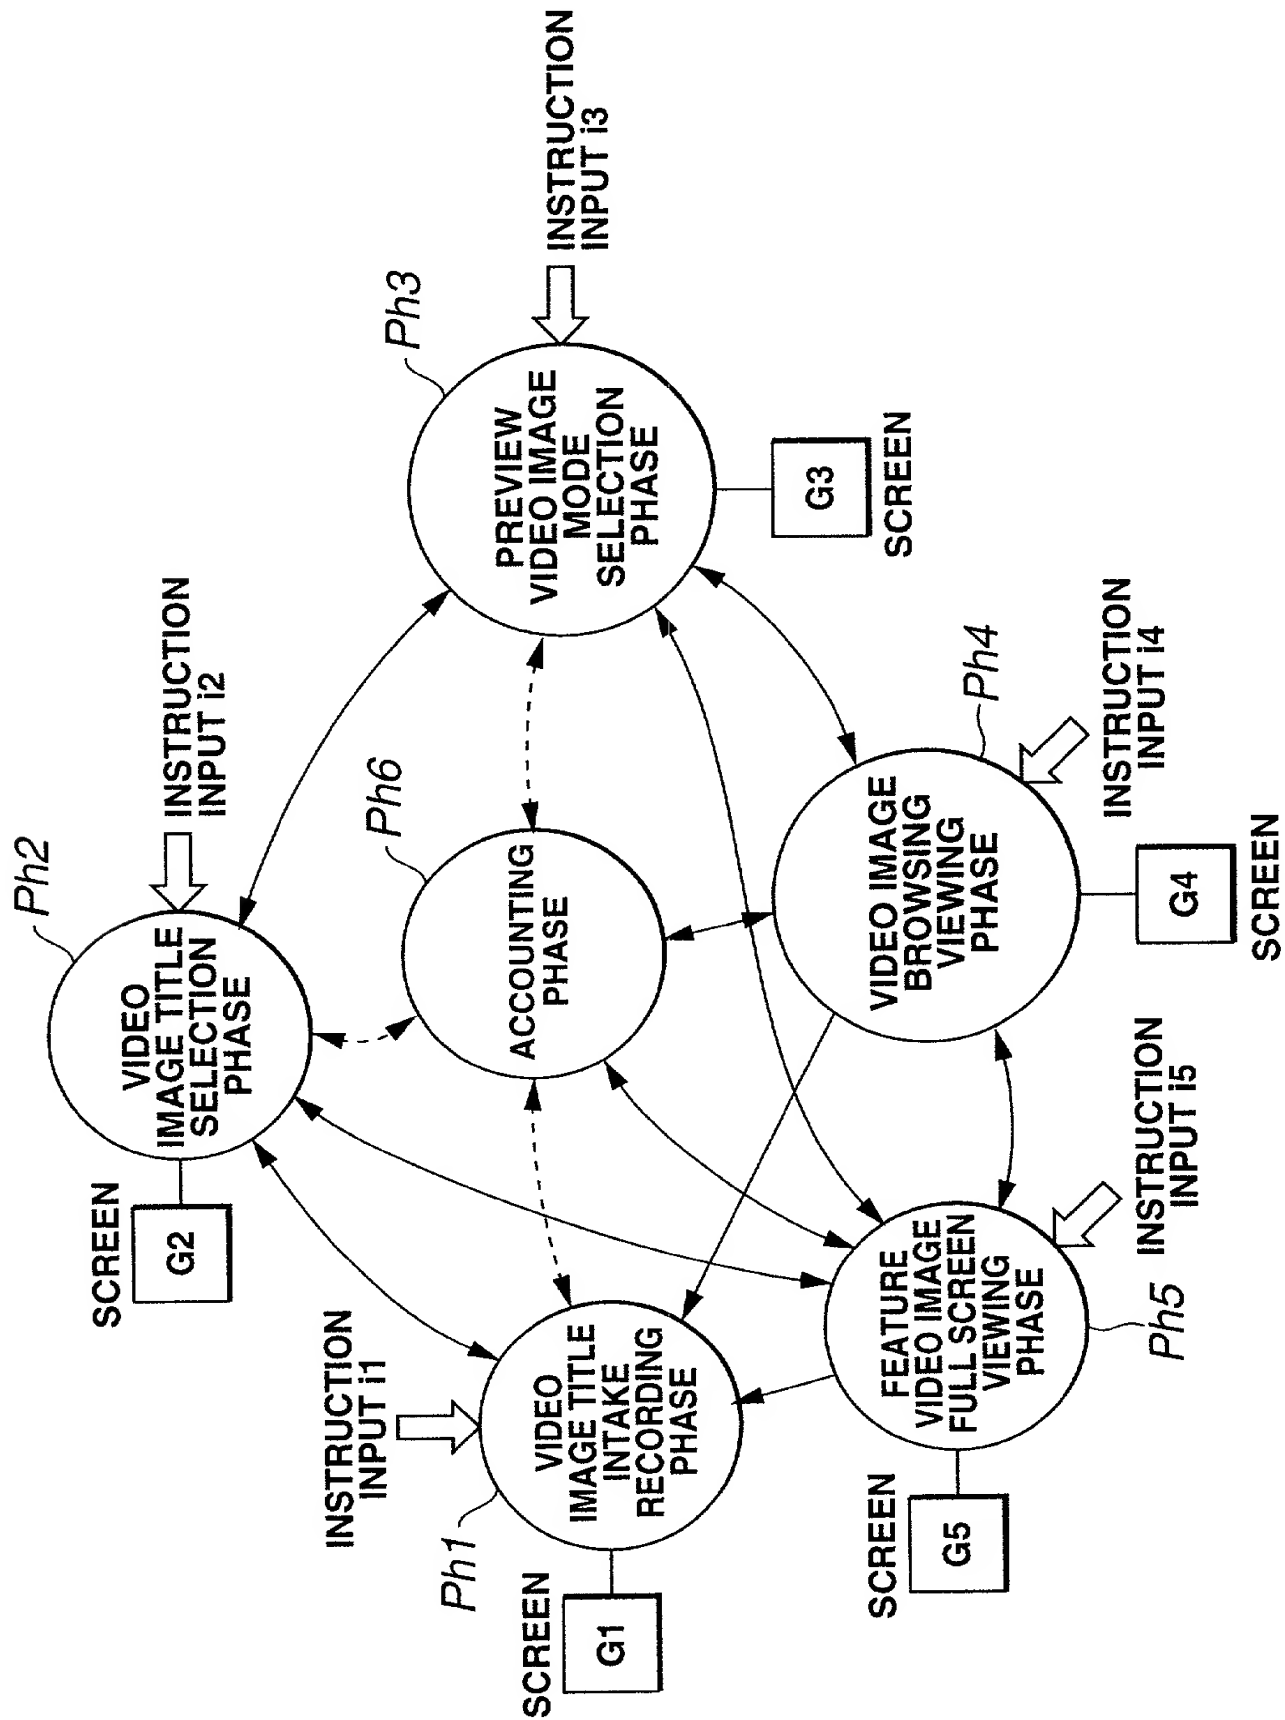 Ph2
VIDEO
IMAGE TITLE
SELECTION
PHASE
INSTRUCTION
INPUT i2
SCREEN
G2
INSTRUCTION
INPUT i1
Ph1
VIDEO
IMAGE TITLE
INTAKE
RECORDING
PHASE
SCREEN
G1
Ph6
ACCOUNTING
PHASE
Ph3
PREVIEW
VIDEO IMAGE
MODE
SELECTION
PHASE
INSTRUCTION
INPUT i3
G3
SCREEN
FEATURE
VIDEO IMAGE
FULL SCREEN
VIEWING
PHASE
SCREEN
G5
Ph5
INSTRUCTION
INPUT i5
VIDEO IMAGE
BROWSING
VIEWING
PHASE
Ph4
INSTRUCTION
INPUT i4
G4
SCREEN